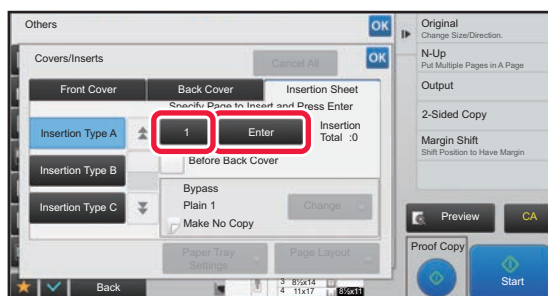 Others
OK
Covers/Inserts
Cancel All
OK
Front Cover
Back Cover
Insertion Sheet
Specify Page to Insert and Press Enter
Insertion Type A
1
Enter
Insertion
Total :0
Before Back Cover
Insertion Type B
Bypass
Plain 1
Change
Insertion Type C
Make No Copy
Paper Tray
Settings
Page Layout
Back
3 8½x14
4 11x17
8½x11
Original
Change Size/Direction.
N-Up
Put Multiple Pages in A Page
Output
2-Sided Copy
Margin Shift
Shift Position to Have Margin
Preview
CA
Proof Copy
Start